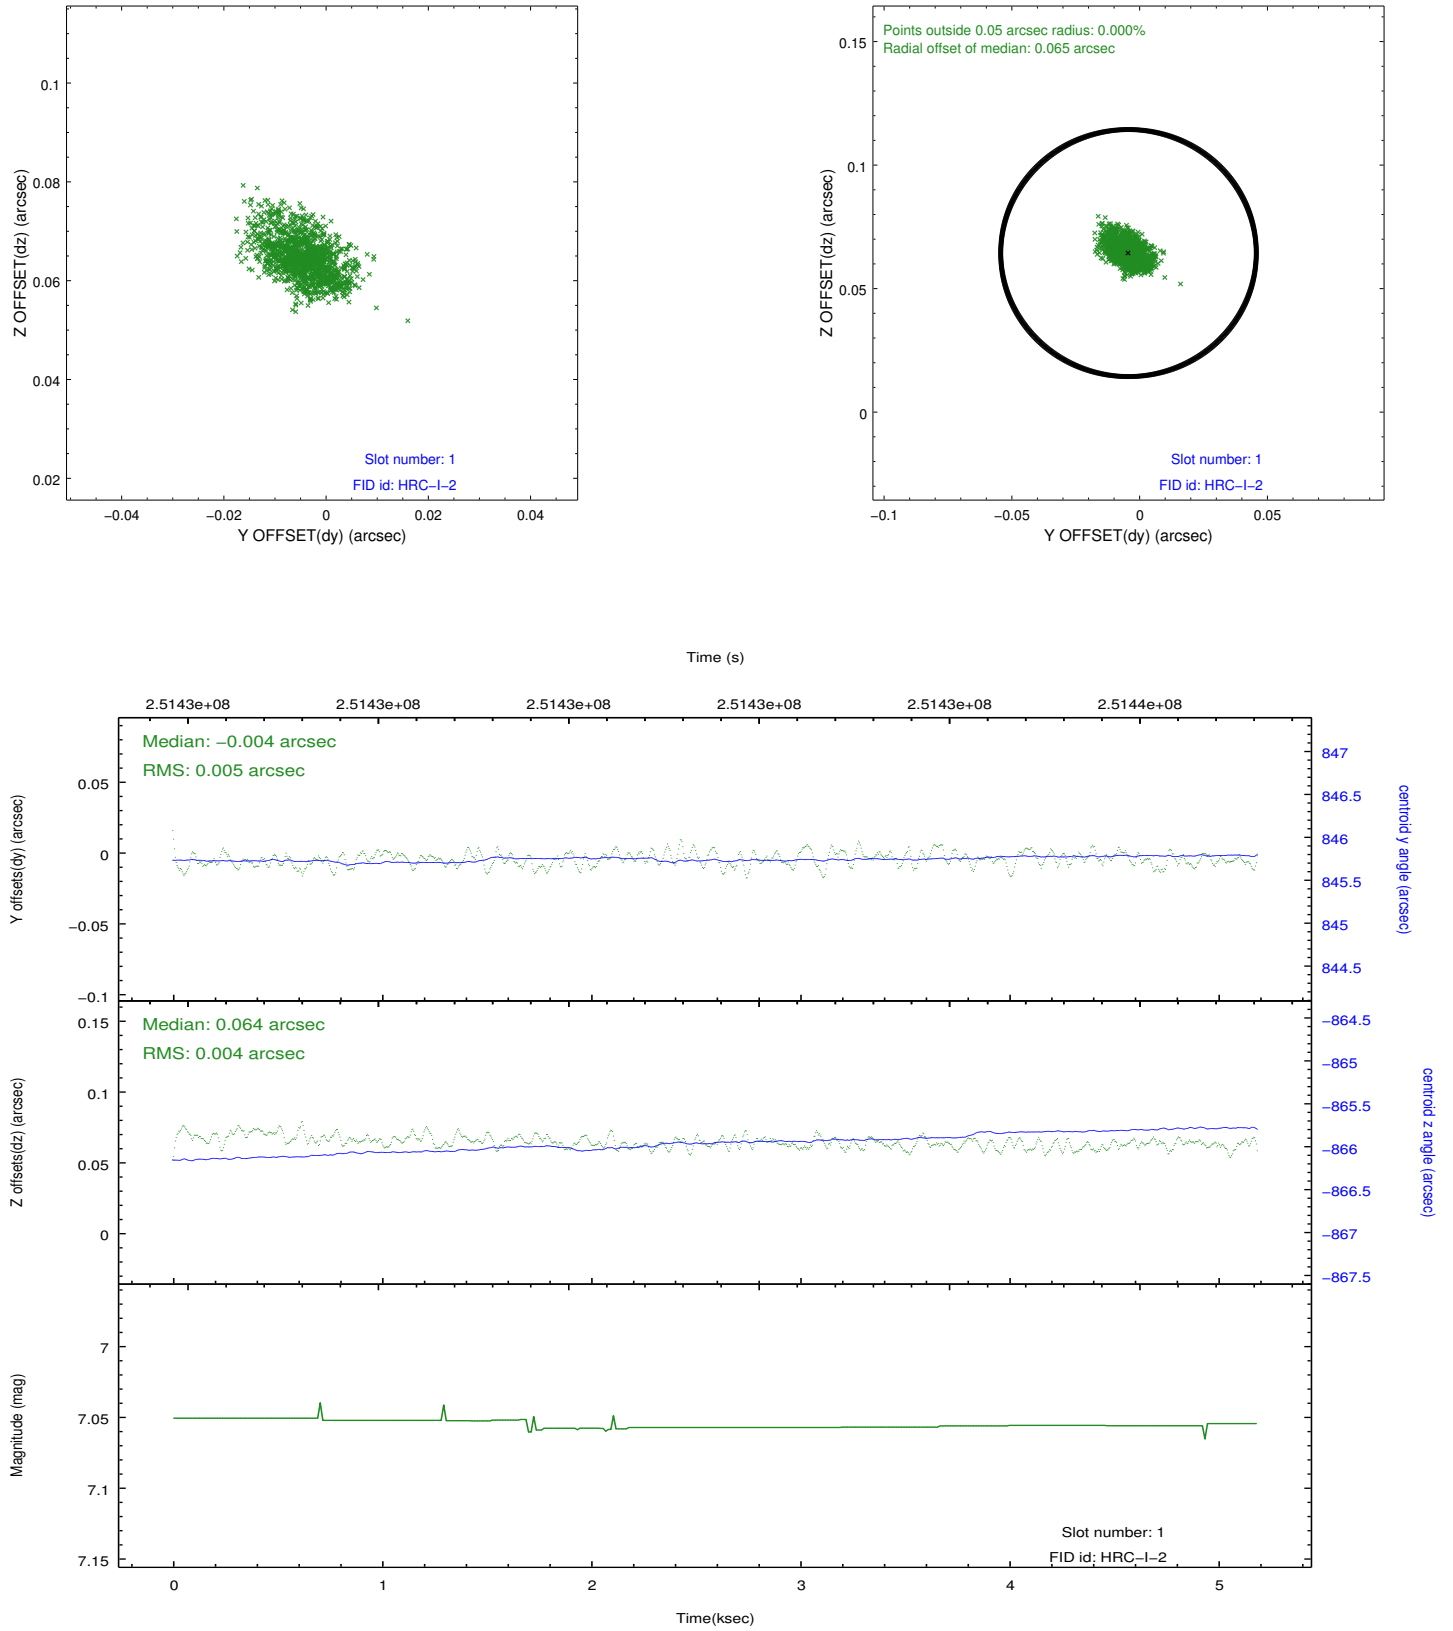 0.1
0.08
0.06
0.04
0.02
Z OFFSET(dz) (arcsec)
Slot number: 1
FID id: HRC−I−2
−0.04 −0.02 0 0.02 0.04
Y OFFSET(dy) (arcsec)
Points outside 0.05 arcsec radius: 0.000%
Radial offset of median: 0.065 arcsec
0.15
0.1
0.05
0
Z OFFSET(dz) (arcsec)
Slot number: 1
FID id: HRC−I−2
−0.1 −0.05 0 0.05
Y OFFSET(dy) (arcsec)
Time (s)
2.5143e+08 2.5143e+08 2.5143e+08 2.5143e+08 2.5143e+08 2.5144e+08
Median: −0.004 arcsec
RMS: 0.005 arcsec
0.05
0
−0.05
−0.1
Y offsets(dy) (arcsec)
847
846.5
846
845.5
845
844.5
centroid y angle (arcsec)
Median: 0.064 arcsec
RMS: 0.004 arcsec
0.15
0.1
0.05
0
Z offsets(dz) (arcsec)
−864.5
−865
−865.5
−866
−866.5
−867
−867.5
centroid z angle (arcsec)
7
7.05
7.1
7.15
Magnitude (mag)
Slot number: 1
FID id: HRC−I−2
0 1 2 3 4 5
Time(ksec)